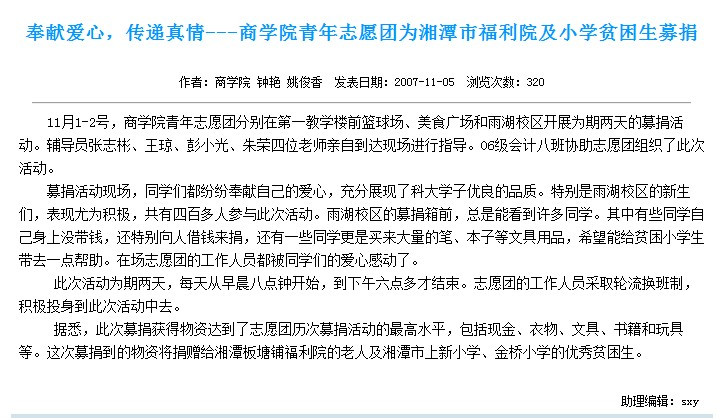 奉献爱心，传递真情---商学院青年志愿团为湘潭市福利院及小学贫困生募捐
作者：商学院 钟艳 姚俊香 发表日期：2007-11-05 浏览次数：320
11月1-2号，商学院青年志愿团分别在第一教学楼前篮球场、美食广场和雨湖校区开展为期两天的募捐活
动。辅导员张志彬、王琼、彭小光、朱荣四位老师亲自到达现场进行指导。06级会计八班协助志愿团组织了此次
活动。
募捐活动现场，同学们都纷纷奉献自己的爱心，充分展现了科大学子优良的品质。特别是雨湖校区的新生
们，表现尤为积极，共有四百多人参与此次活动。雨湖校区的募捐箱前，总是能看到许多同学。其中有些同学自
己身上没带钱，还特别向人借钱来捐，还有一些同学更是买来大量的笔、本子等文具用品，希望能给贫困小学生
带去一点帮助。在场志愿团的工作人员都被同学们的爱心感动了。
此次活动为期两天，每天从早晨八点钟开始，到下午六点多才结束。志愿团的工作人员采取轮流换班制，
积极投身到此次活动中去。
据悉，此次募捐获得物资达到了志愿团历次募捐活动的最高水平，包括现金、衣物、文具、书籍和玩具
等。这次募捐到的物资将捐赠给湘潭板塘铺福利院的老人及湘潭市上新小学、金桥小学的优秀贫困生。
助理编辑：sxy